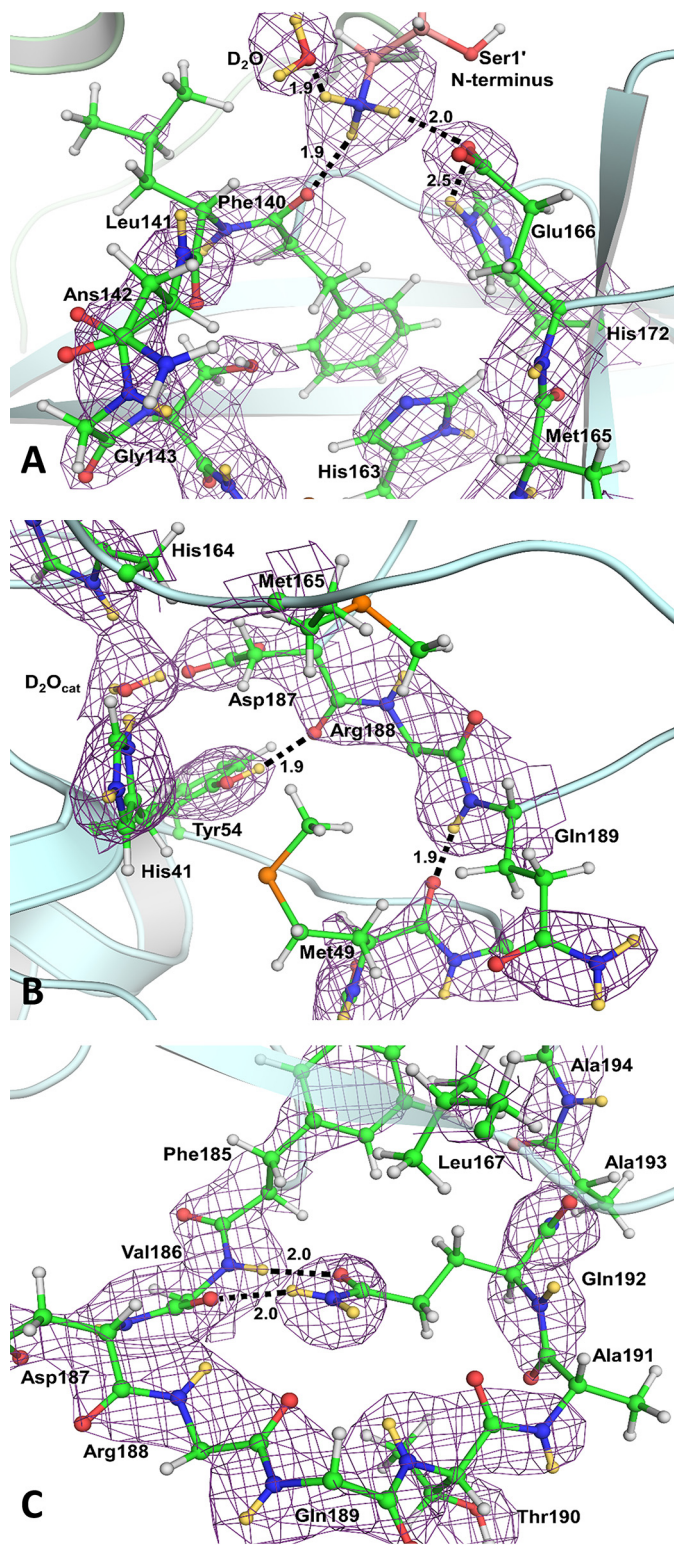 D2O
Ser1'
N-terminus
1.9
2.0
1.9
2.5
Phe140
Leu141
Glu166
Ans142
His172
Met165
Gly143
His163
A
His164
Met165
D2Ocat
Asp187
Arg188
1.9
Tyr54
Gln189
His41
1.9
Met49
B
Ala194
Phe185
Leu167
Ala193
Val186
2.0
Gln192
2.0
Ala191
Asp187
Arg188
Gln189
Thr190
C